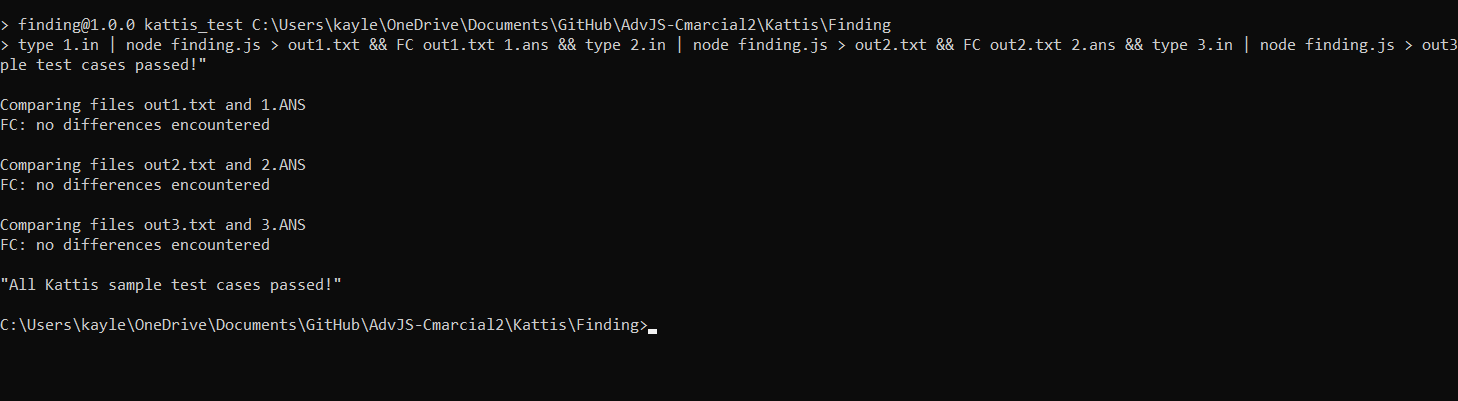 > finding@1.0.0 kattis_test C:\Users\kayle\OneDrive\Documents\GitHub\AdvJS-Cmarcial2\Kattis\Finding
> type 1.in | node finding.js > out1.txt && FC out1.txt 1.ans && type 2.in | node finding.js > out2.txt && FC out2.txt 2.ans && type 3.in | node finding.js > out3
ple test cases passed!"
Comparing files out1.txt and 1.ANS
FC: no differences encountered
Comparing files out2.txt and 2.ANS
FC: no differences encountered
Comparing files out3.txt and 3.ANS
FC: no differences encountered
"All Kattis sample test cases passed!"
C:\Users\kayle\OneDrive\Documents\GitHub\AdvJS-Cmarcial2\Kattis\Finding>